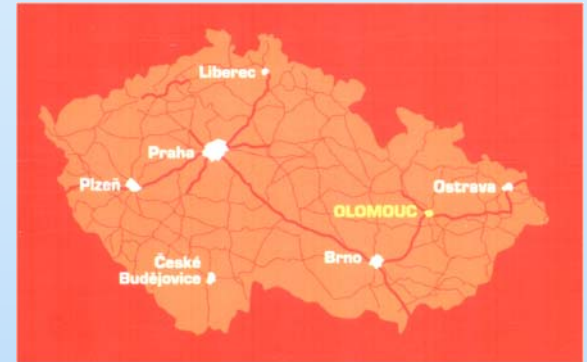 Liberec
Praha
Plzeň
Ostrava
OLOMOUC
Brno
České
Budějovice